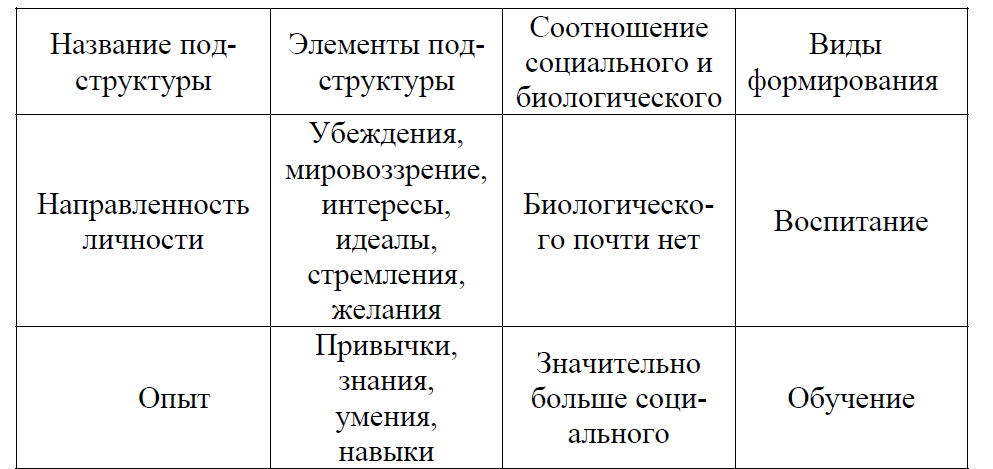 Название под-
структуры
Элементы под-
структуры
Соотношение
социального и
биологического
Виды
формирования
Направленность
личности
Убеждения,
мировоззрение,
интересы,
идеалы,
стремления,
желания
Биологическо-
го почти нет
Воспитание
Опыт
Привычки,
знания,
умения,
навыки
Значительно
больше соци-
ального
Обучение